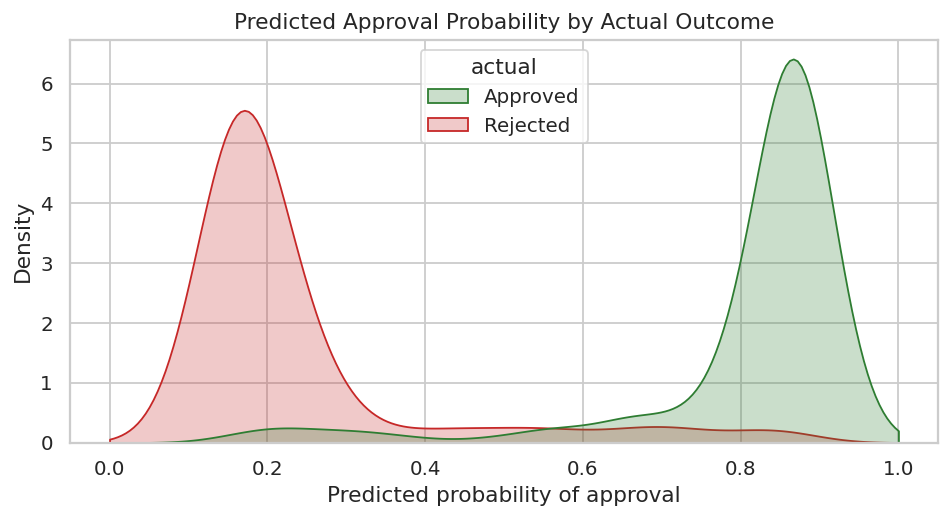 Predicted Approval Probability by Actual Outcome
actual
Approved
Rejected
Density
6
5
4
3
2
1
0
0.0 0.2 0.4 0.6 0.8 1.0
Predicted probability of approval